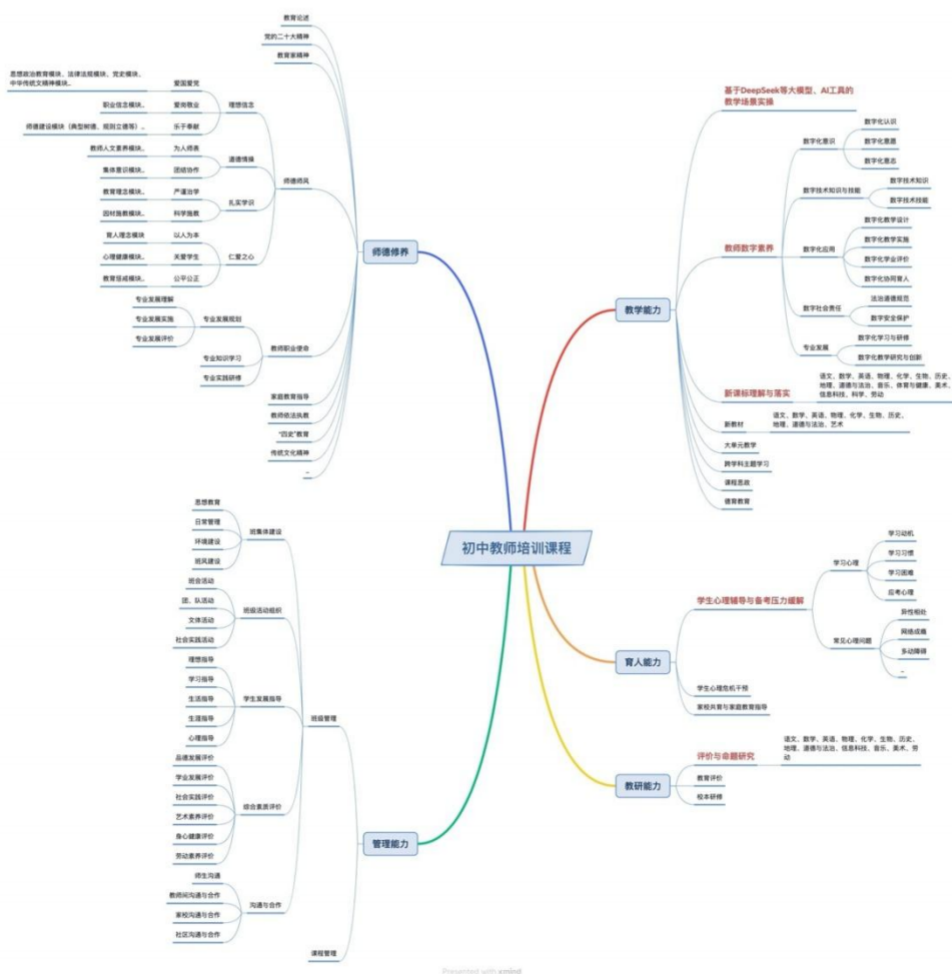 初中教师培训课程
师德修养
教育论述
党的二十大精神
教育家精神
师德师风
理想信念
爱国爱党
思想政治教育模块、法律法规模块、党史模块、
中华传统文精神模块。
爱岗敬业
职业信念模块。
乐于奉献
师德建设模块（典型树德、规则立德等）。
道德情操
为人师表
教师人文素养模块。
团结协作
集体意识模块。
扎实学识
严谨治学
教育理念模块。
科学施教
因材施教模块。
仁爱之心
以人为本
育人理念模块
关爱学生
心理健康模块。
公平公正
教育惩戒模块。
教师职业使命
专业发展规划
专业发展理解
专业发展实施
专业发展评价
专业知识学习
专业实践研修
家庭教育指导
教师依法执教
“四史”教育
传统文化精神
..
教学能力
基于DeepSeek等大模型、AI工具的
教学场景实操
教师数字素养
数字化意识
数字化认识
数字化意愿
数字化意志
数字技术知识与技能
数字技术知识
数字技术技能
数字化应用
数字化教学设计
数字化教学实施
数字化学业评价
数字化协同育人
数字社会责任
法治道德规范
数字安全保护
专业发展
数字化学习与研修
数字化教学研究与创新
新课标理解与落实
语文、数学、英语、物理、化学、生物、历史、
地理、道德与法治、音乐、体育与健康、美术、
信息科技、科学、劳动
新教材
语文、数学、英语、物理、化学、生物、历史、
地理、道德与法治、艺术
大单元教学
跨学科主题学习
课程思政
德育教育
育人能力
学生心理辅导与备考压力缓解
学习心理
学习动机
学习习惯
学习困难
应考心理
常见心理问题
异性相处
网络成瘾
多动障碍
..
学生心理危机干预
家校共育与家庭教育指导
教研能力
评价与命题研究
语文、数学、英语、物理、化学、生物、历史、
地理、道德与法治、信息科技、音乐、美术、劳
动
教育评价
校本研修
管理能力
班级管理
班集体建设
思想教育
日常管理
环境建设
班风建设
班级活动组织
班会活动
团、队活动
文体活动
社会实践活动
学生发展指导
理想指导
学习指导
生活指导
生涯指导
心理指导
综合素质评价
品德发展评价
学业发展评价
社会实践评价
艺术素养评价
身心健康评价
劳动素养评价
沟通与合作
师生沟通
教师间沟通与合作
家校沟通与合作
社区沟通与合作
课程管理
Presented with xmind